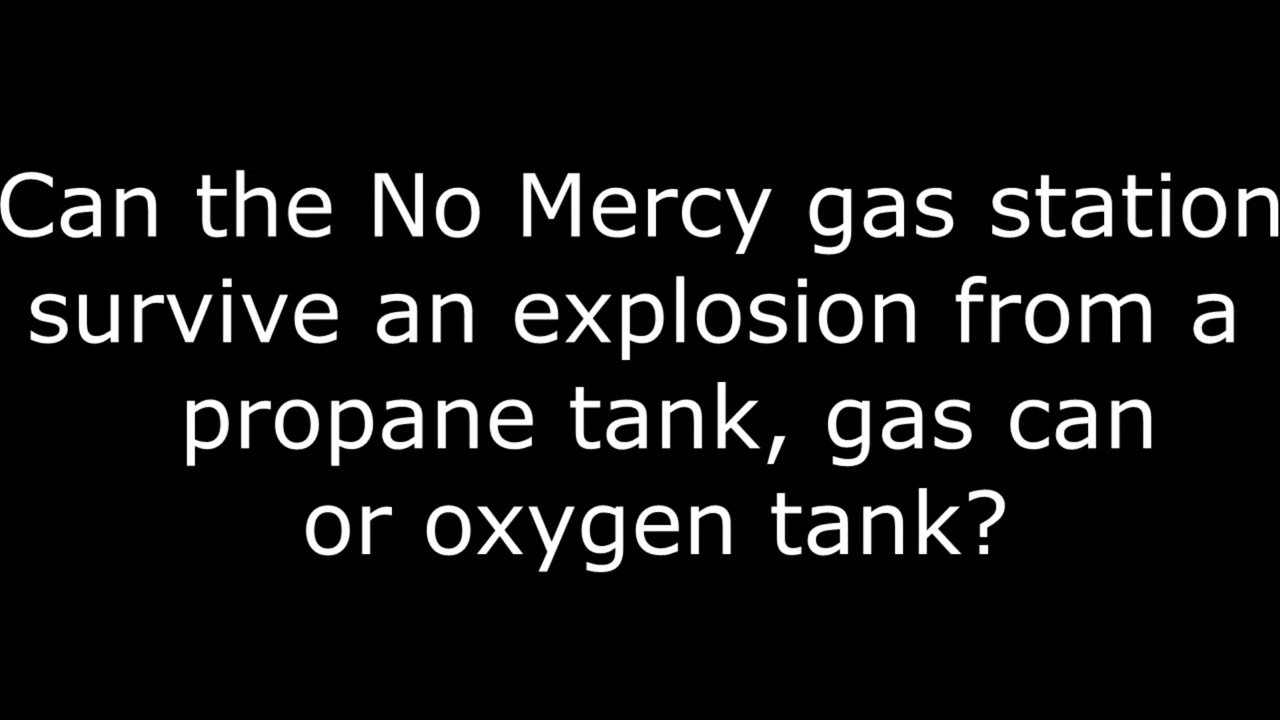 Can the No Mercy gas station
survive an explosion from a
propane tank, gas can
or oxygen tank?